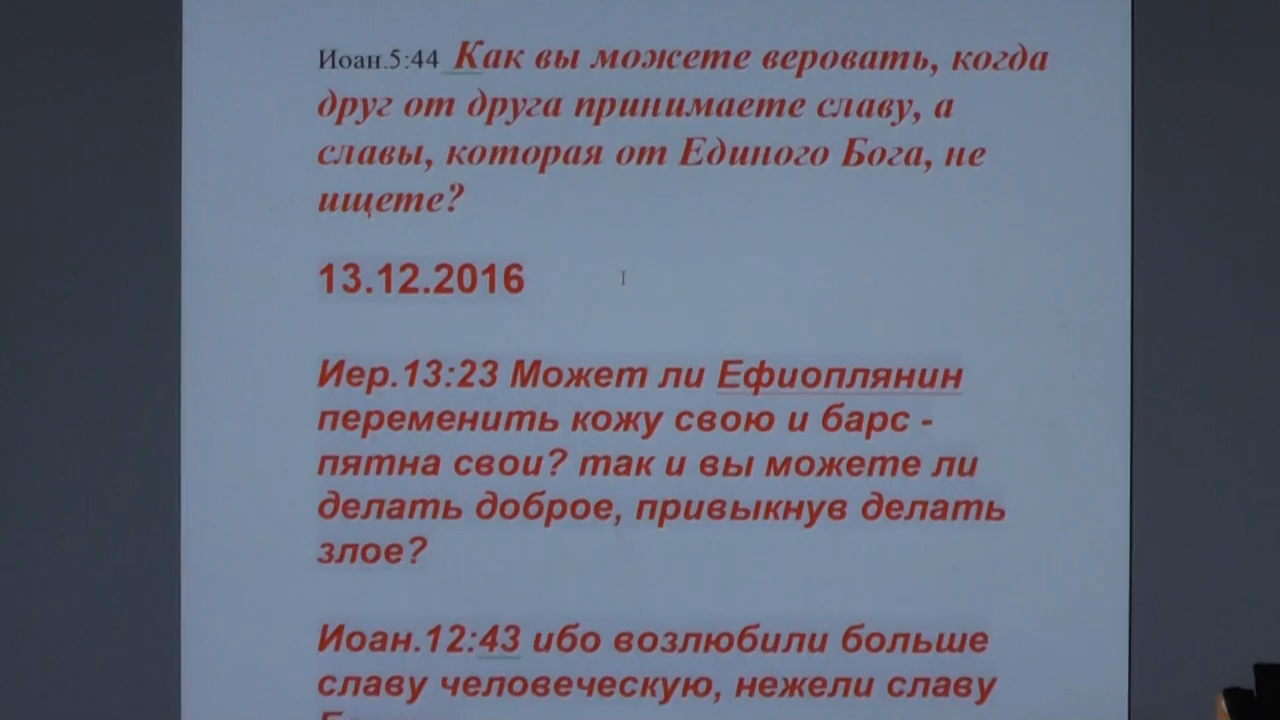 Иоан.5:44 Как вы можете веровать, когда
друг от друга принимаете славу, а
славы, которая от Единого Бога, не
ищете?
13.12.2016
Иер.13:23 Может ли Ефиоплянин
переменить кожу свою и барс -
пятна свои? так и вы можете ли
делать доброе, привыкнув делать
злое?
Иоан.12:43 ибо возлюбили больше
славу человеческую, нежели славу